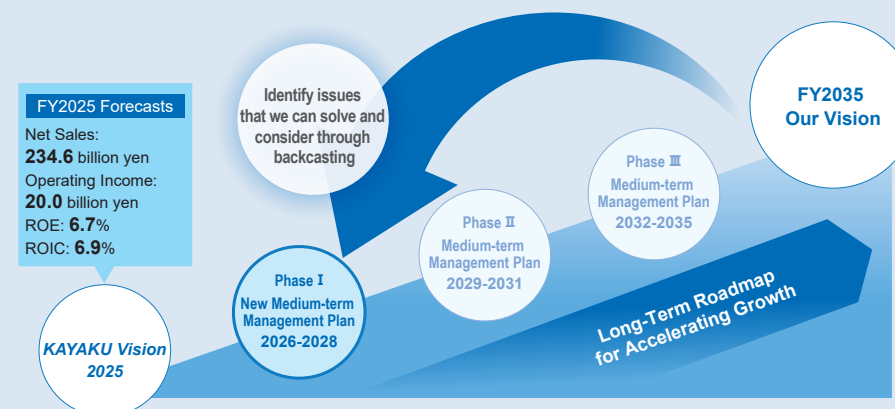 FY2025 Forecasts
Net Sales:
234.6 billion yen
Operating Income:
20.0 billion yen
ROE: 6.7%
ROIC: 6.9%
KAYAKU Vision
2025
Identify issues
that we can solve and
consider through
backcasting
Phase Ⅰ
New Medium-term
Management Plan
2026-2028
Phase Ⅱ
Medium-term
Management Plan
2029-2031
Phase Ⅲ
Medium-term
Management Plan
2032-2035
FY2035
Our Vision
Long-Term Roadmap
for Accelerating Growth